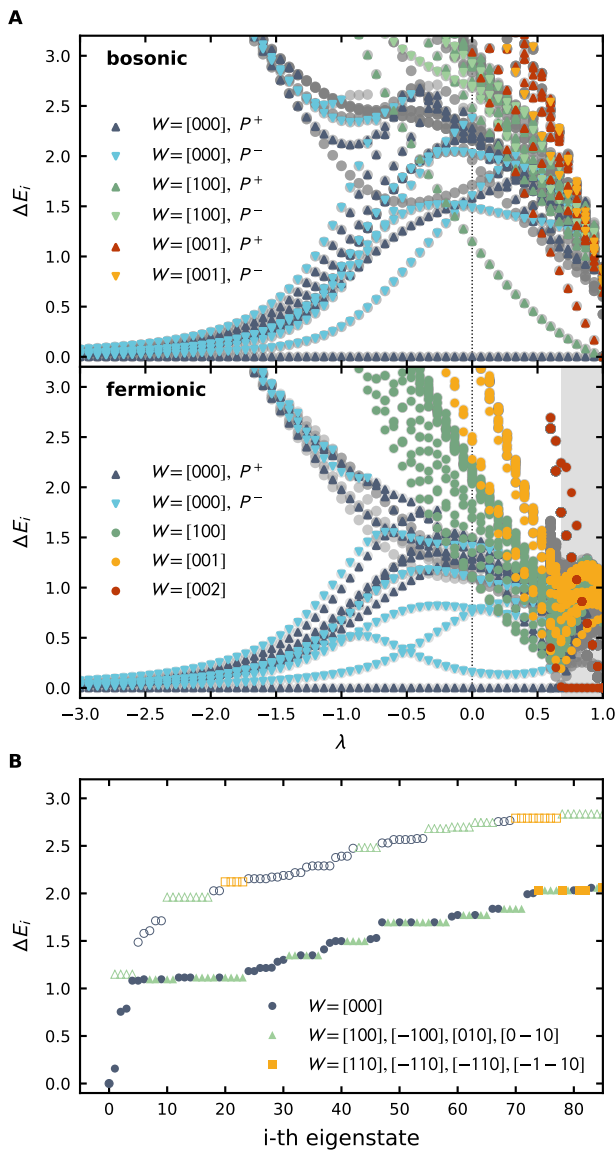 A
bosonic
W=[000], P⁺
W=[000], P⁻
W=[100], P⁺
W=[100], P⁻
W=[001], P⁺
W=[001], P⁻
ΔEᵢ
3.0
2.5
2.0
1.5
1.0
0.5
0.0
fermionic
W=[000], P⁺
W=[000], P⁻
W=[100]
W=[001]
W=[002]
ΔEᵢ
3.0
2.5
2.0
1.5
1.0
0.5
0.0
−3.0 −2.5 −2.0 −1.5 −1.0 −0.5 0.0 0.5 1.0
λ
B
ΔEᵢ
3.0
2.5
2.0
1.5
1.0
0.5
0.0
W=[000]
W=[100],[−100],[010],[0−10]
W=[110],[−110],[−110],[−1−10]
0 10 20 30 40 50 60 70 80
i-th eigenstate